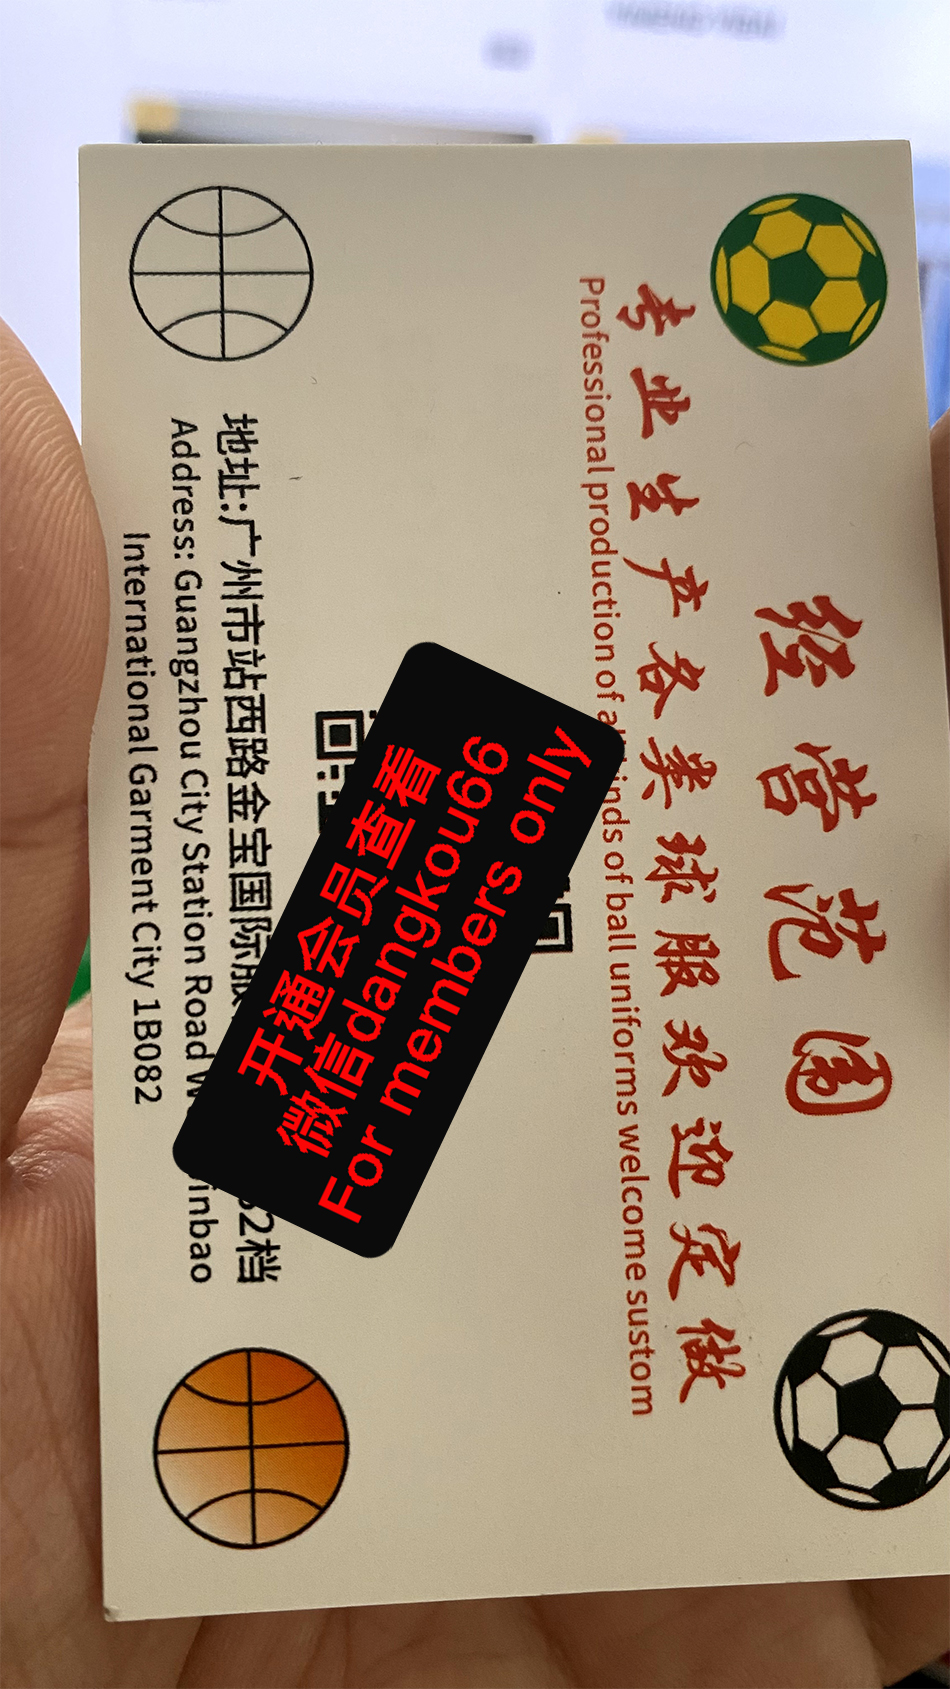 经营范围
专业生产各类球服欢迎定做
Professional production of all kinds of ball uniforms welcome sustom
开通会员查看
微信dangkou66
For members only
地址:广州市站西路金宝国际服 82档
Address: Guangzhou City Station Road W inbao
International Garment City 1B082